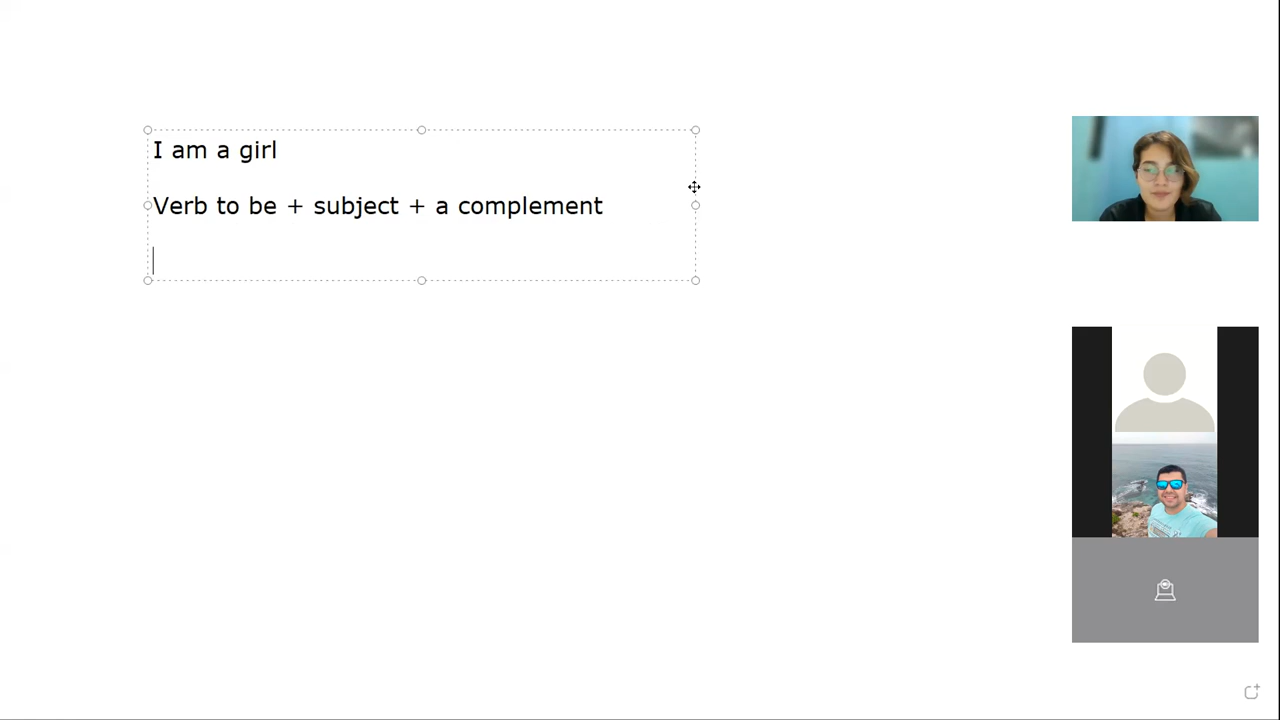 I am a girl
Verb to be + subject + a complement